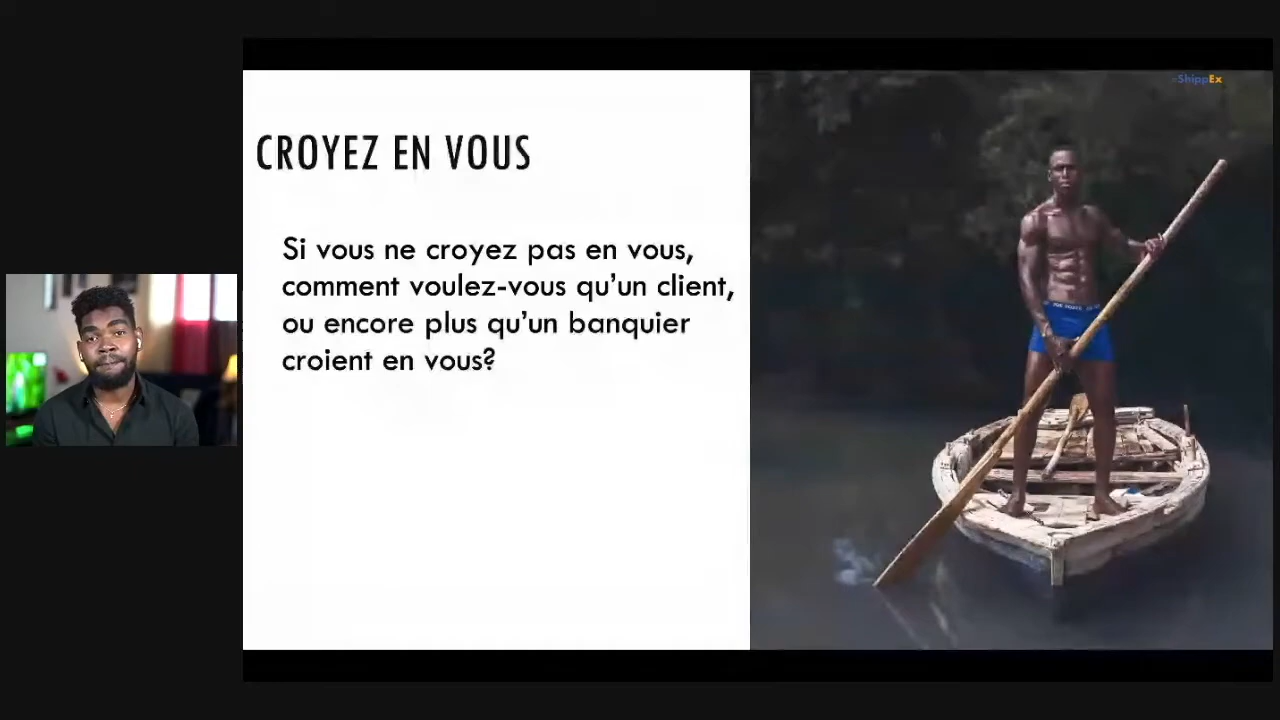 CROYEZ EN VOUS
Si vous ne croyez pas en vous,
comment voulez-vous qu’un client,
ou encore plus qu’un banquier
croient en vous?
ShippEx